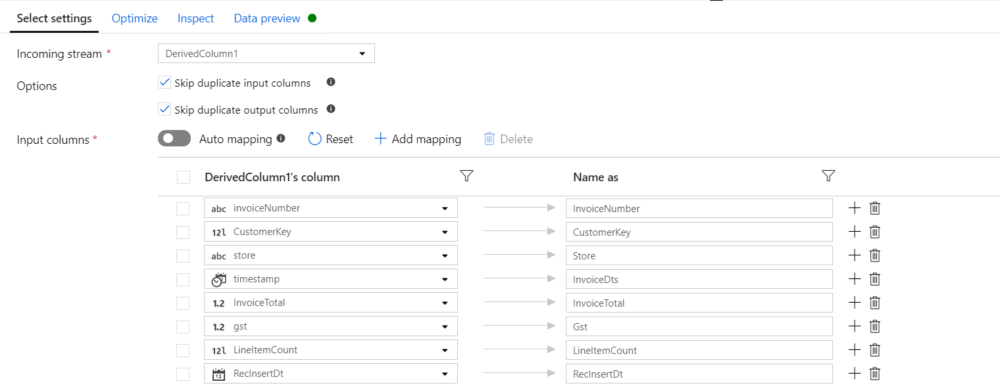 Select settings Optimize Inspect Data preview
Incoming stream * DerivedColumn1
Options Skip duplicate input columns
Skip duplicate output columns
Input columns * Auto mapping Reset Add mapping Delete
DerivedColumn1's column Name as
abc invoiceNumber InvoiceNumber
12l CustomerKey CustomerKey
abc store Store
timestamp InvoiceDts
1.2 InvoiceTotal InvoiceTotal
1.2 gst Gst
12l LineItemCount LineItemCount
12 RecInsertDt RecInsertDt